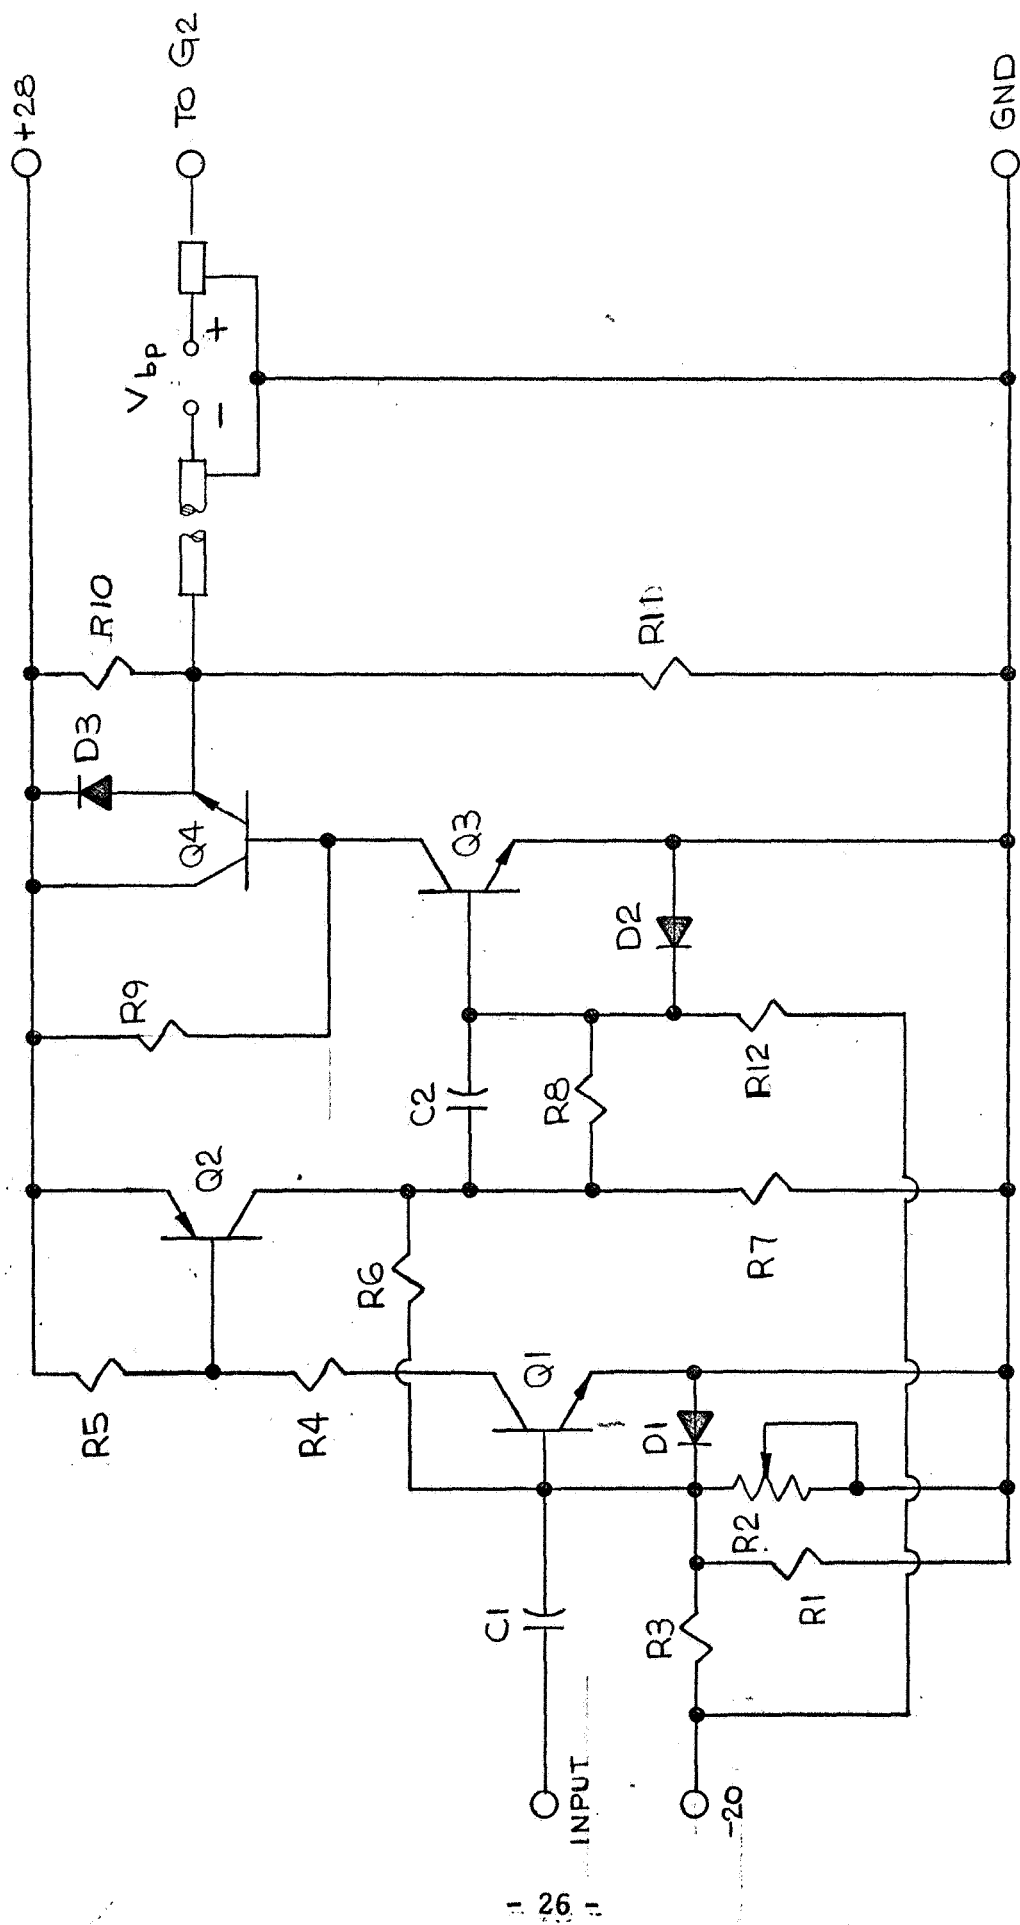 +28
TO G2
GND
Vbp
-
+
R10
D3
Q4
R11
Q3
D2
R9
C2
R8
R12
Q2
R6
R7
R5
R4
Q1
D1
R2
R1
R3
C1
INPUT
-20
- 26 -